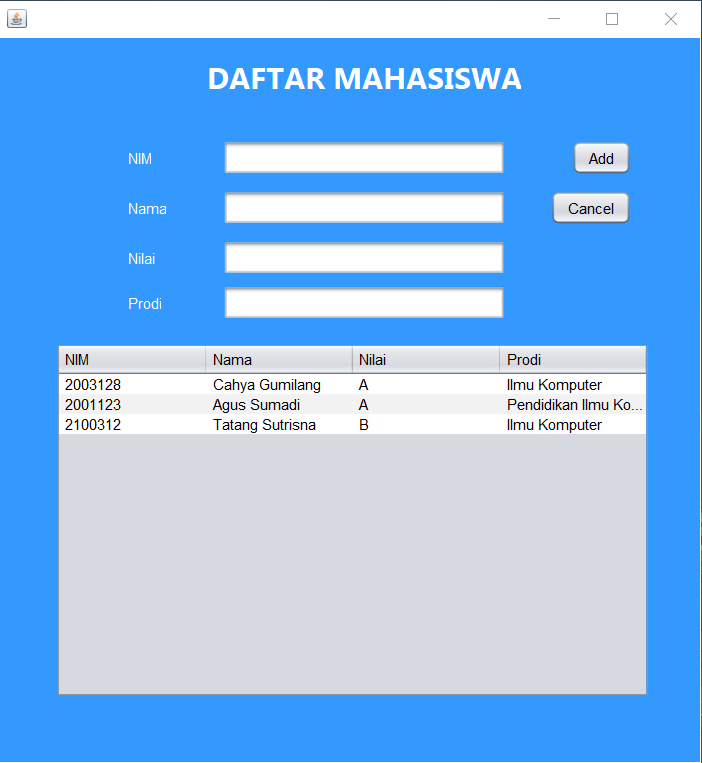 DAFTAR MAHASISWA
NIM Add
Nama Cancel
Nilai
Prodi
NIM Nama Nilai Prodi
2003128 Cahya Gumilang A Ilmu Komputer
2001123 Agus Sumadi A Pendidikan Ilmu Ko...
2100312 Tatang Sutrisna B Ilmu Komputer